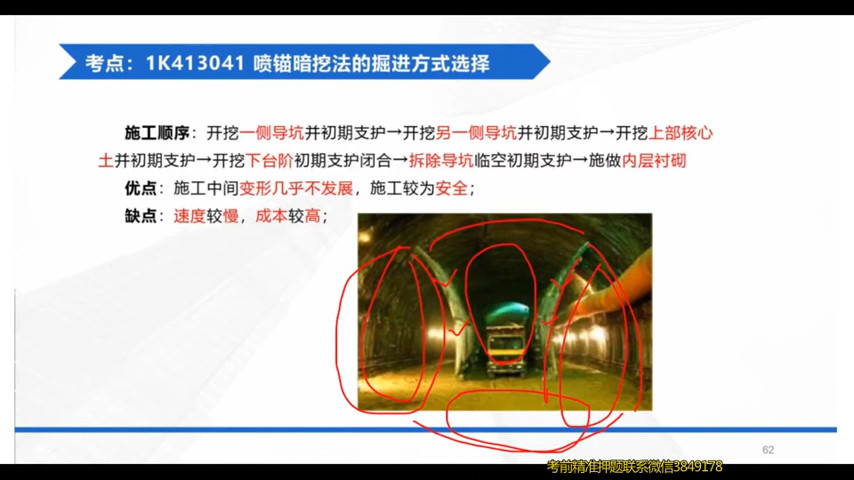 考点：1K413041 喷锚暗挖法的掘进方式选择
施工顺序：开挖一侧导坑并初期支护→开挖另一侧导坑并初期支护→开挖上部核心
土并初期支护→开挖下台阶初期支护闭合→拆除导坑临空初期支护→施做内层衬砌
优点：施工中间变形几乎不发展，施工较为安全；
缺点：速度较慢，成本较高；
62
考前精准押题联系微信3849178